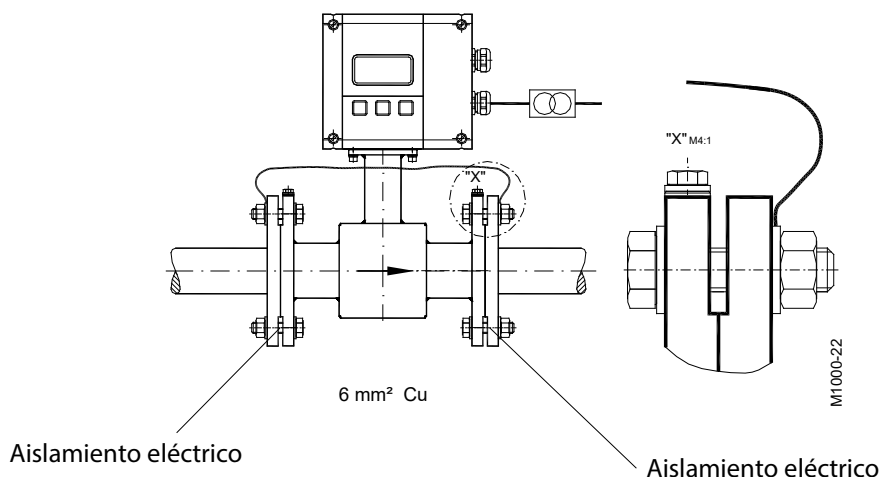 "X" M4:1
"X"
6 mm² Cu
M1000-22
Aislamiento eléctrico
Aislamiento eléctrico